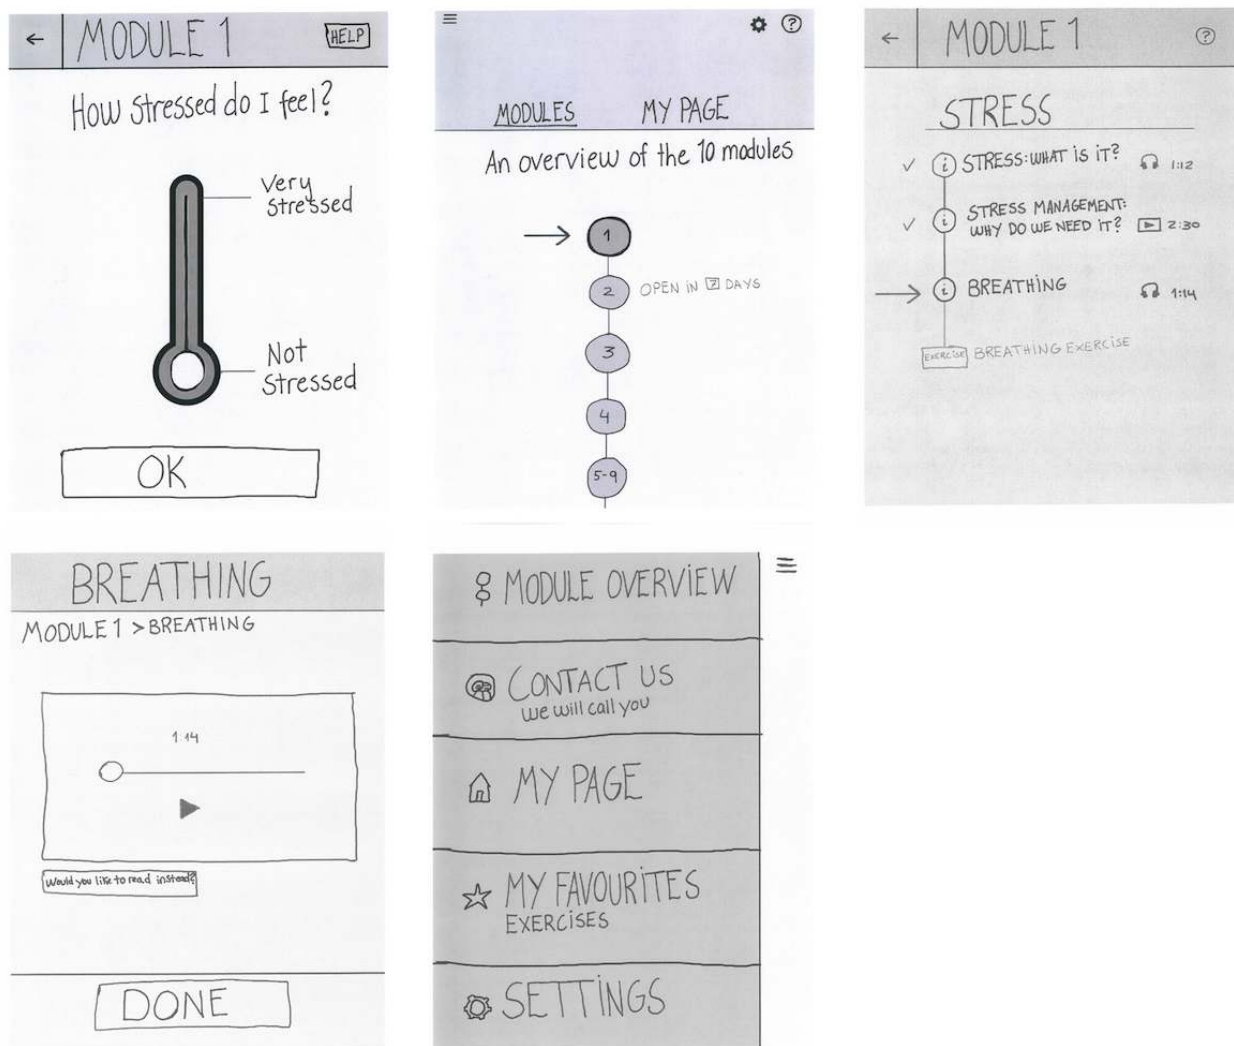 MODULE 1
HELP
How stressed do I feel?
Very
stressed
Not
Stressed
OK
MODULES MY PAGE
An overview of the 10 modules
1
2 OPEN IN 7 DAYS
3
4
5-9
MODULE 1
?
STRESS
i STRESS: WHAT IS IT? 1:12
i STRESS MANAGEMENT:
WHY DO WE NEED IT? 2:30
i BREATHING 1:14
EXERCISE BREATHING EXERCISE
BREATHING
MODULE 1 > BREATHING
1:14
Would you like to read instead?
DONE
MODULE OVERVIEW
CONTACT US
we will call you
MY PAGE
MY FAVOURITES
EXERCISES
SETTINGS